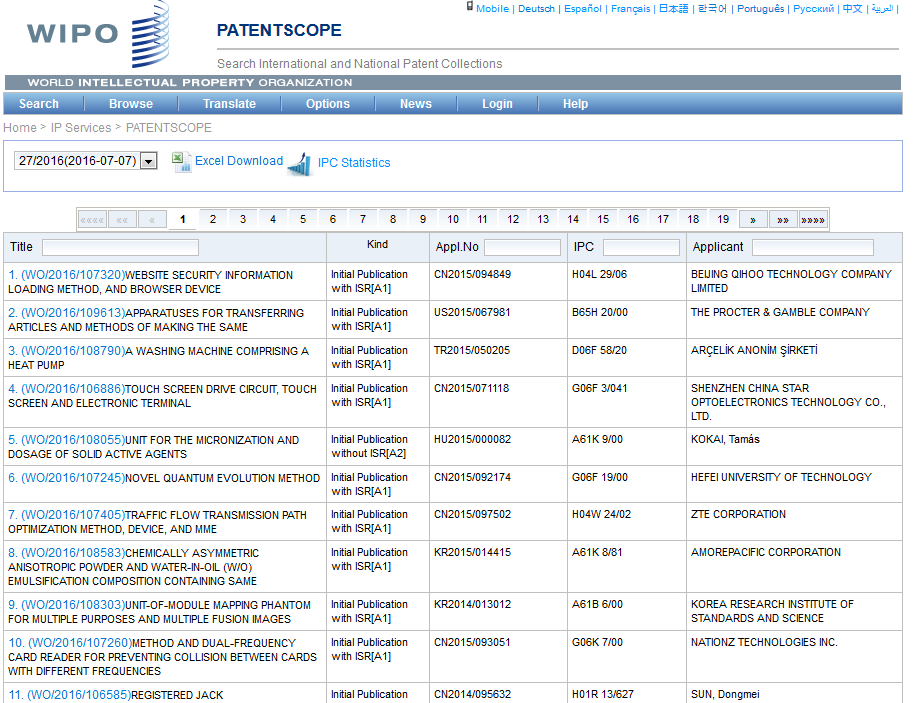 Mobile | Deutsch | Español | Français | 日本語 | 한국어 | Português | Русский | 中文 | العربية |
WIPO
PATENTSCOPE
Search International and National Patent Collections
WORLD INTELLECTUAL PROPERTY ORGANIZATION
Search Browse Translate Options News Login Help
Home > IP Services > PATENTSCOPE
27/2016(2016-07-07) Excel Download IPC Statistics
«««« «« « 1 2 3 4 5 6 7 8 9 10 11 12 13 14 15 16 17 18 19 » »» »»»»
Title Kind Appl.No IPC Applicant
1. (WO/2016/107320)WEBSITE SECURITY INFORMATION Initial Publication CN2015/094849 H04L 29/06 BEIJING QIHOO TECHNOLOGY COMPANY
LOADING METHOD, AND BROWSER DEVICE with ISR[A1] LIMITED
2. (WO/2016/109613)APPARATUSES FOR TRANSFERRING Initial Publication US2015/067981 B65H 20/00 THE PROCTER & GAMBLE COMPANY
ARTICLES AND METHODS OF MAKING THE SAME with ISR[A1]
3. (WO/2016/108790)A WASHING MACHINE COMPRISING A Initial Publication TR2015/050205 D06F 58/20 ARÇELİK ANONİM ŞİRKETİ
HEAT PUMP with ISR[A1]
4. (WO/2016/106886)TOUCH SCREEN DRIVE CIRCUIT, TOUCH Initial Publication CN2015/071118 G06F 3/041 SHENZHEN CHINA STAR
SCREEN AND ELECTRONIC TERMINAL with ISR[A1] OPTOELECTRONICS TECHNOLOGY CO.,
LTD.
5. (WO/2016/108055)UNIT FOR THE MICRONIZATION AND Initial Publication HU2015/000082 A61K 9/00 KOKAI, Tamás
DOSAGE OF SOLID ACTIVE AGENTS without ISR[A2]
6. (WO/2016/107245)NOVEL QUANTUM EVOLUTION METHOD Initial Publication CN2015/092174 G06F 19/00 HEFEI UNIVERSITY OF TECHNOLOGY
with ISR[A1]
7. (WO/2016/107405)TRAFFIC FLOW TRANSMISSION PATH Initial Publication CN2015/097502 H04W 24/02 ZTE CORPORATION
OPTIMIZATION METHOD, DEVICE, AND MME with ISR[A1]
8. (WO/2016/108583)CHEMICALLY ASYMMETRIC Initial Publication KR2015/014415 A61K 8/81 AMOREPACIFIC CORPORATION
ANISOTROPIC POWDER AND WATER-IN-OIL (W/O) with ISR[A1]
EMULSIFICATION COMPOSITION CONTAINING SAME
9. (WO/2016/108303)UNIT-OF-MODULE MAPPING PHANTOM Initial Publication KR2014/013012 A61B 6/00 KOREA RESEARCH INSTITUTE OF
FOR MULTIPLE PURPOSES AND MULTIPLE FUSION IMAGES with ISR[A1] STANDARDS AND SCIENCE
10. (WO/2016/107260)METHOD AND DUAL-FREQUENCY Initial Publication CN2015/093051 G06K 7/00 NATIONZ TECHNOLOGIES INC.
CARD READER FOR PREVENTING COLLISION BETWEEN CARDS with ISR[A1]
WITH DIFFERENT FREQUENCIES
11. (WO/2016/106585)REGISTERED JACK Initial Publication CN2014/095632 H01R 13/627 SUN, Dongmei